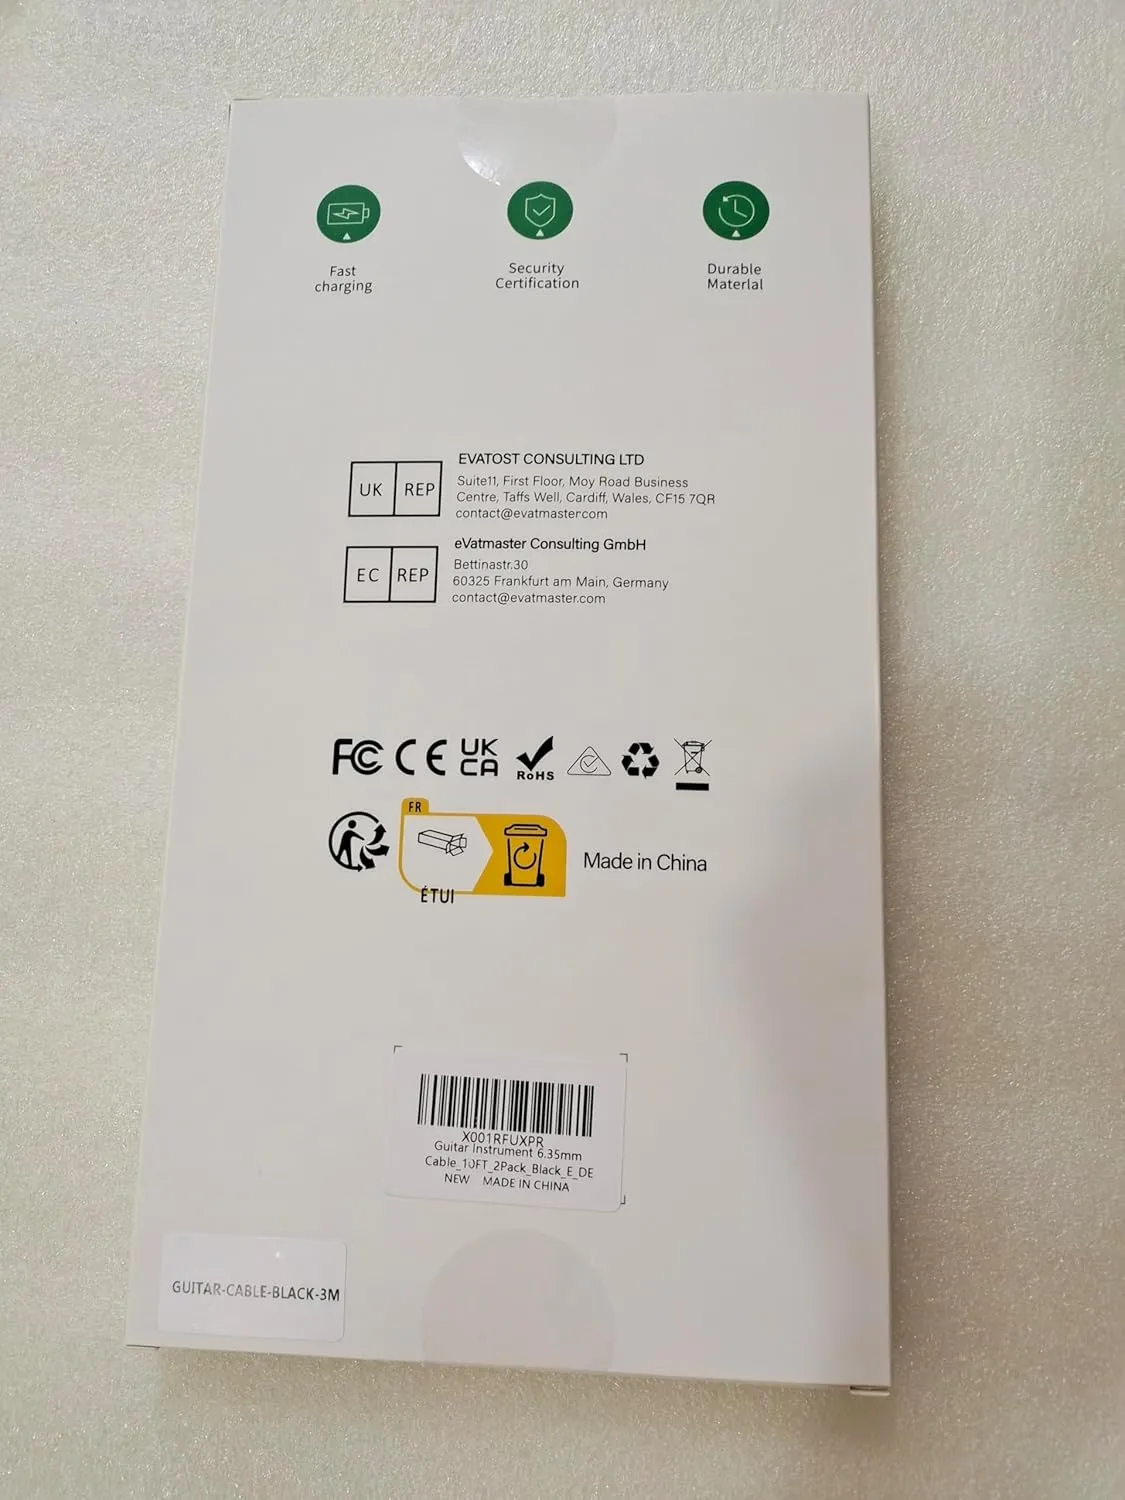 Fast
charging
Security
Certification
Durable
Materlal
UK REP
EVATOST CONSULTING LTD
Suite11, First Floor, Moy Road Business
Centre, Taffs Well, Cardiff, Wales, CF15 7QR
contact@evatmaster.com
EC REP
eVatmaster Consulting GmbH
Bettinastr.30
60325 Frankfurt am Main, Germany
contact@evatmaster.com
FC CE UK
CA RoHS
FR
ÉTUI
Made in China
X001RFUXPR
Guitar Instrument 6.35mm
Cable_10FT_2Pack_Black_E_DE
NEW MADE IN CHINA
GUITAR-CABLE-BLACK-3M